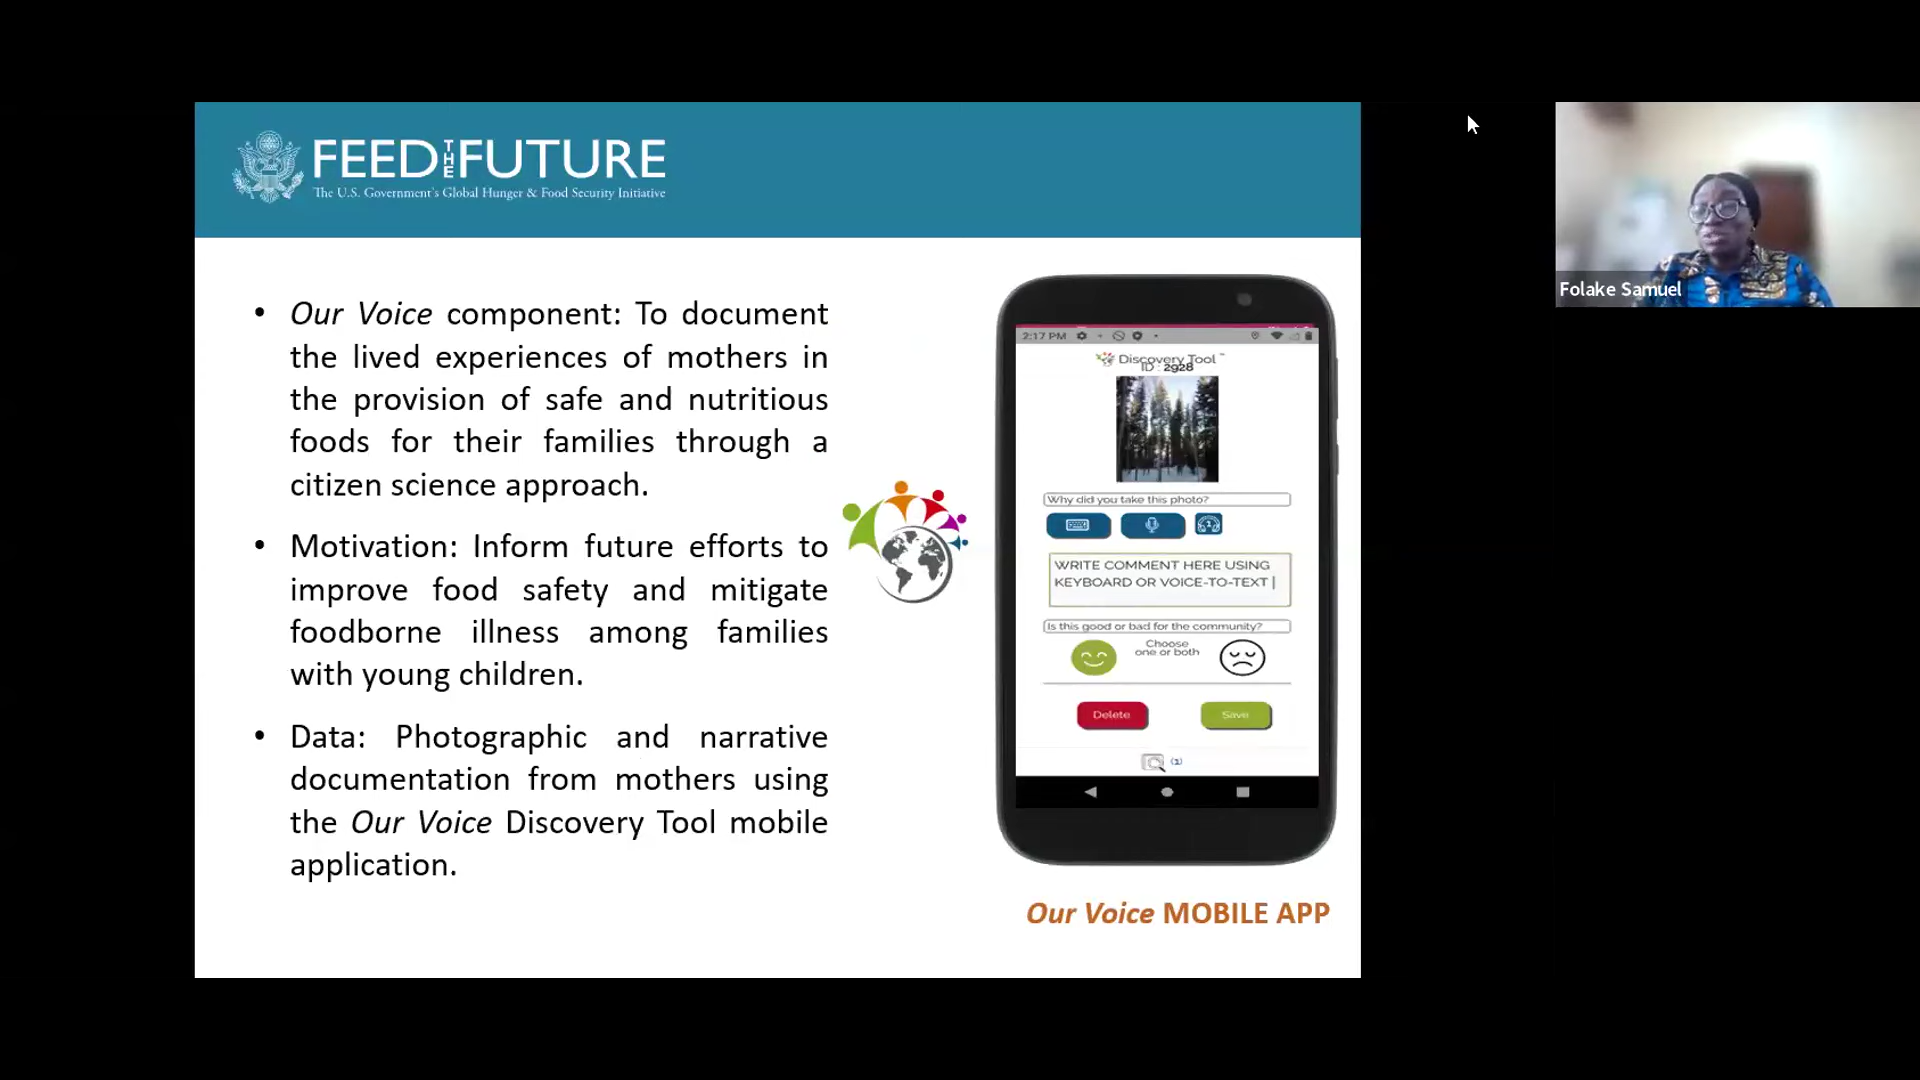 FEED THE FUTURE
The U.S. Government's Global Hunger & Food Security Initiative
• Our Voice component: To document
the lived experiences of mothers in
the provision of safe and nutritious
foods for their families through a
citizen science approach.
• Motivation: Inform future efforts to
improve food safety and mitigate
foodborne illness among families
with young children.
• Data: Photographic and narrative
documentation from mothers using
the Our Voice Discovery Tool mobile
application.
2:17 PM
Discovery Tool ™
ID : 2928
Why did you take this photo?
1
WRITE COMMENT HERE USING
KEYBOARD OR VOICE-TO-TEXT |
Is this good or bad for the community?
Choose
one or both
Delete
Save
(1)
Our Voice MOBILE APP
Folake Samuel